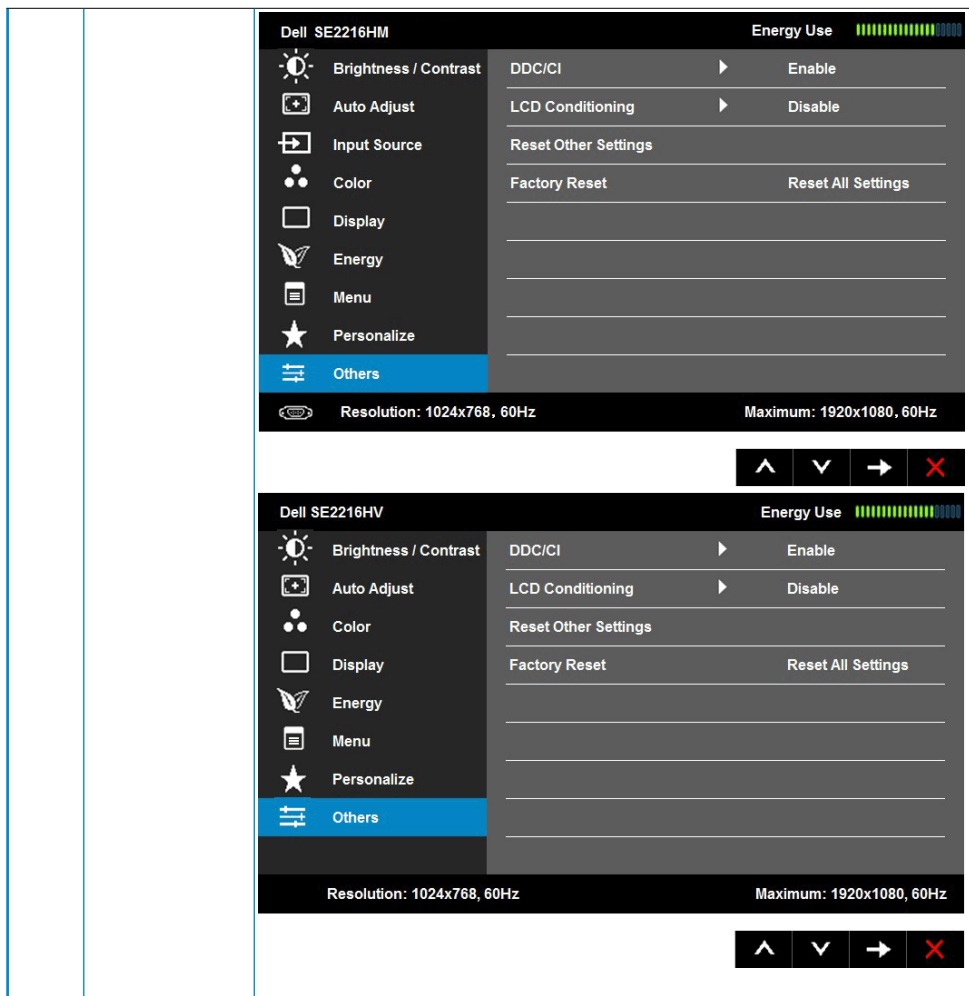 Dell SE2216HM Energy Use
Brightness / Contrast DDC/CI Enable
Auto Adjust LCD Conditioning Disable
Input Source Reset Other Settings
Color Factory Reset Reset All Settings
Display
Energy
Menu
Personalize
Others
Resolution: 1024x768, 60Hz Maximum: 1920x1080, 60Hz
Dell SE2216HV Energy Use
Brightness / Contrast DDC/CI Enable
Auto Adjust LCD Conditioning Disable
Color Reset Other Settings
Display Factory Reset Reset All Settings
Energy
Menu
Personalize
Others
Resolution: 1024x768, 60Hz Maximum: 1920x1080, 60Hz